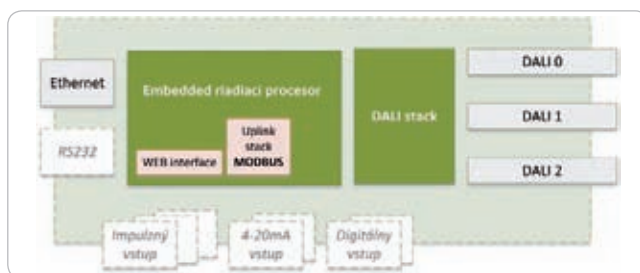 Ethernet
RS232
Embedded riadiaci procesor
WEB interface
Uplink
stack
MODBUS
DALI stack
DALI 0
DALI 1
DALI 2
Impulzný
vstup
4-20mA
vstup
Digitálny
vstup